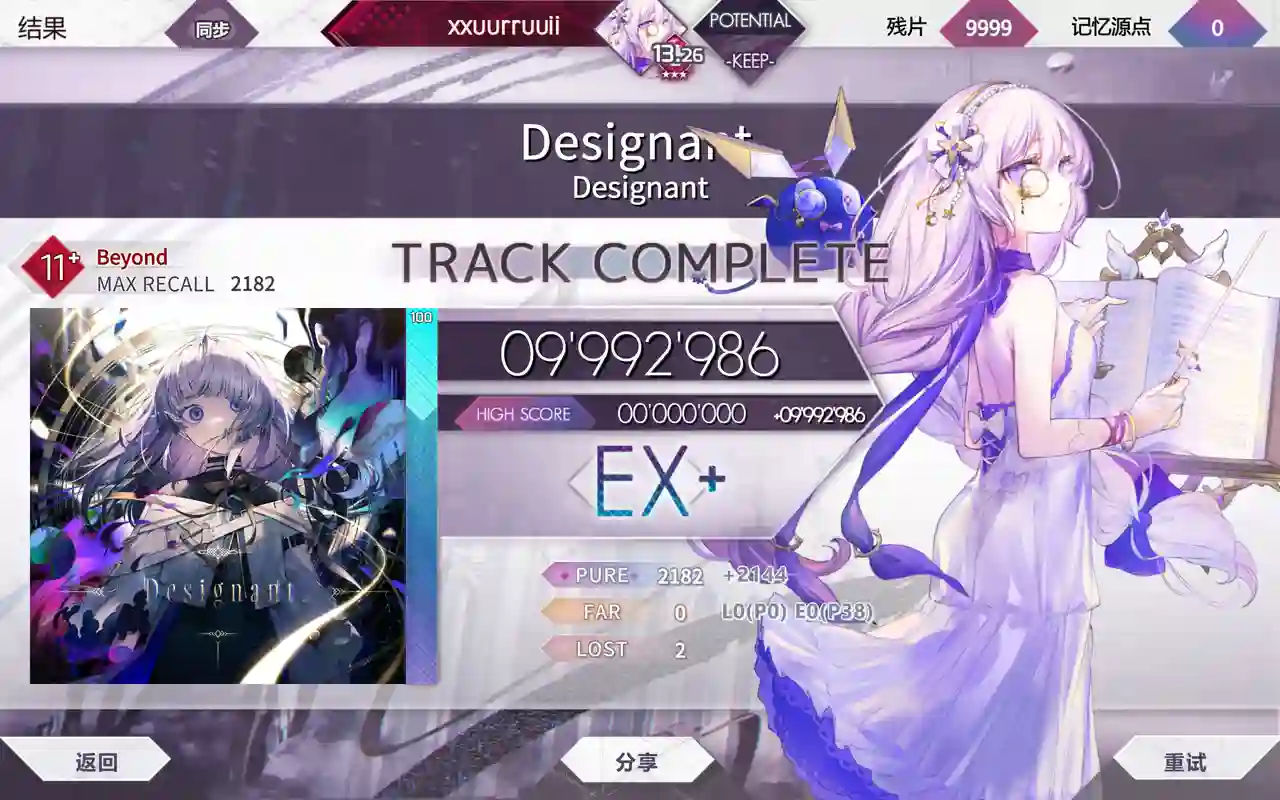 结果
同步
xxuurruuii
13.26
POTENTIAL
-KEEP-
残片 9999
记忆源点 0
Designant
Designant
11+ Beyond
MAX RECALL 2182
TRACK COMPLETE
100
09'992'986
HIGH SCORE 00'000'000 +09'992'986
EX+
Designant
PURE 2182 +2144
FAR 0 L0(P0) E0(P38)
LOST 2
返回
分享
重试